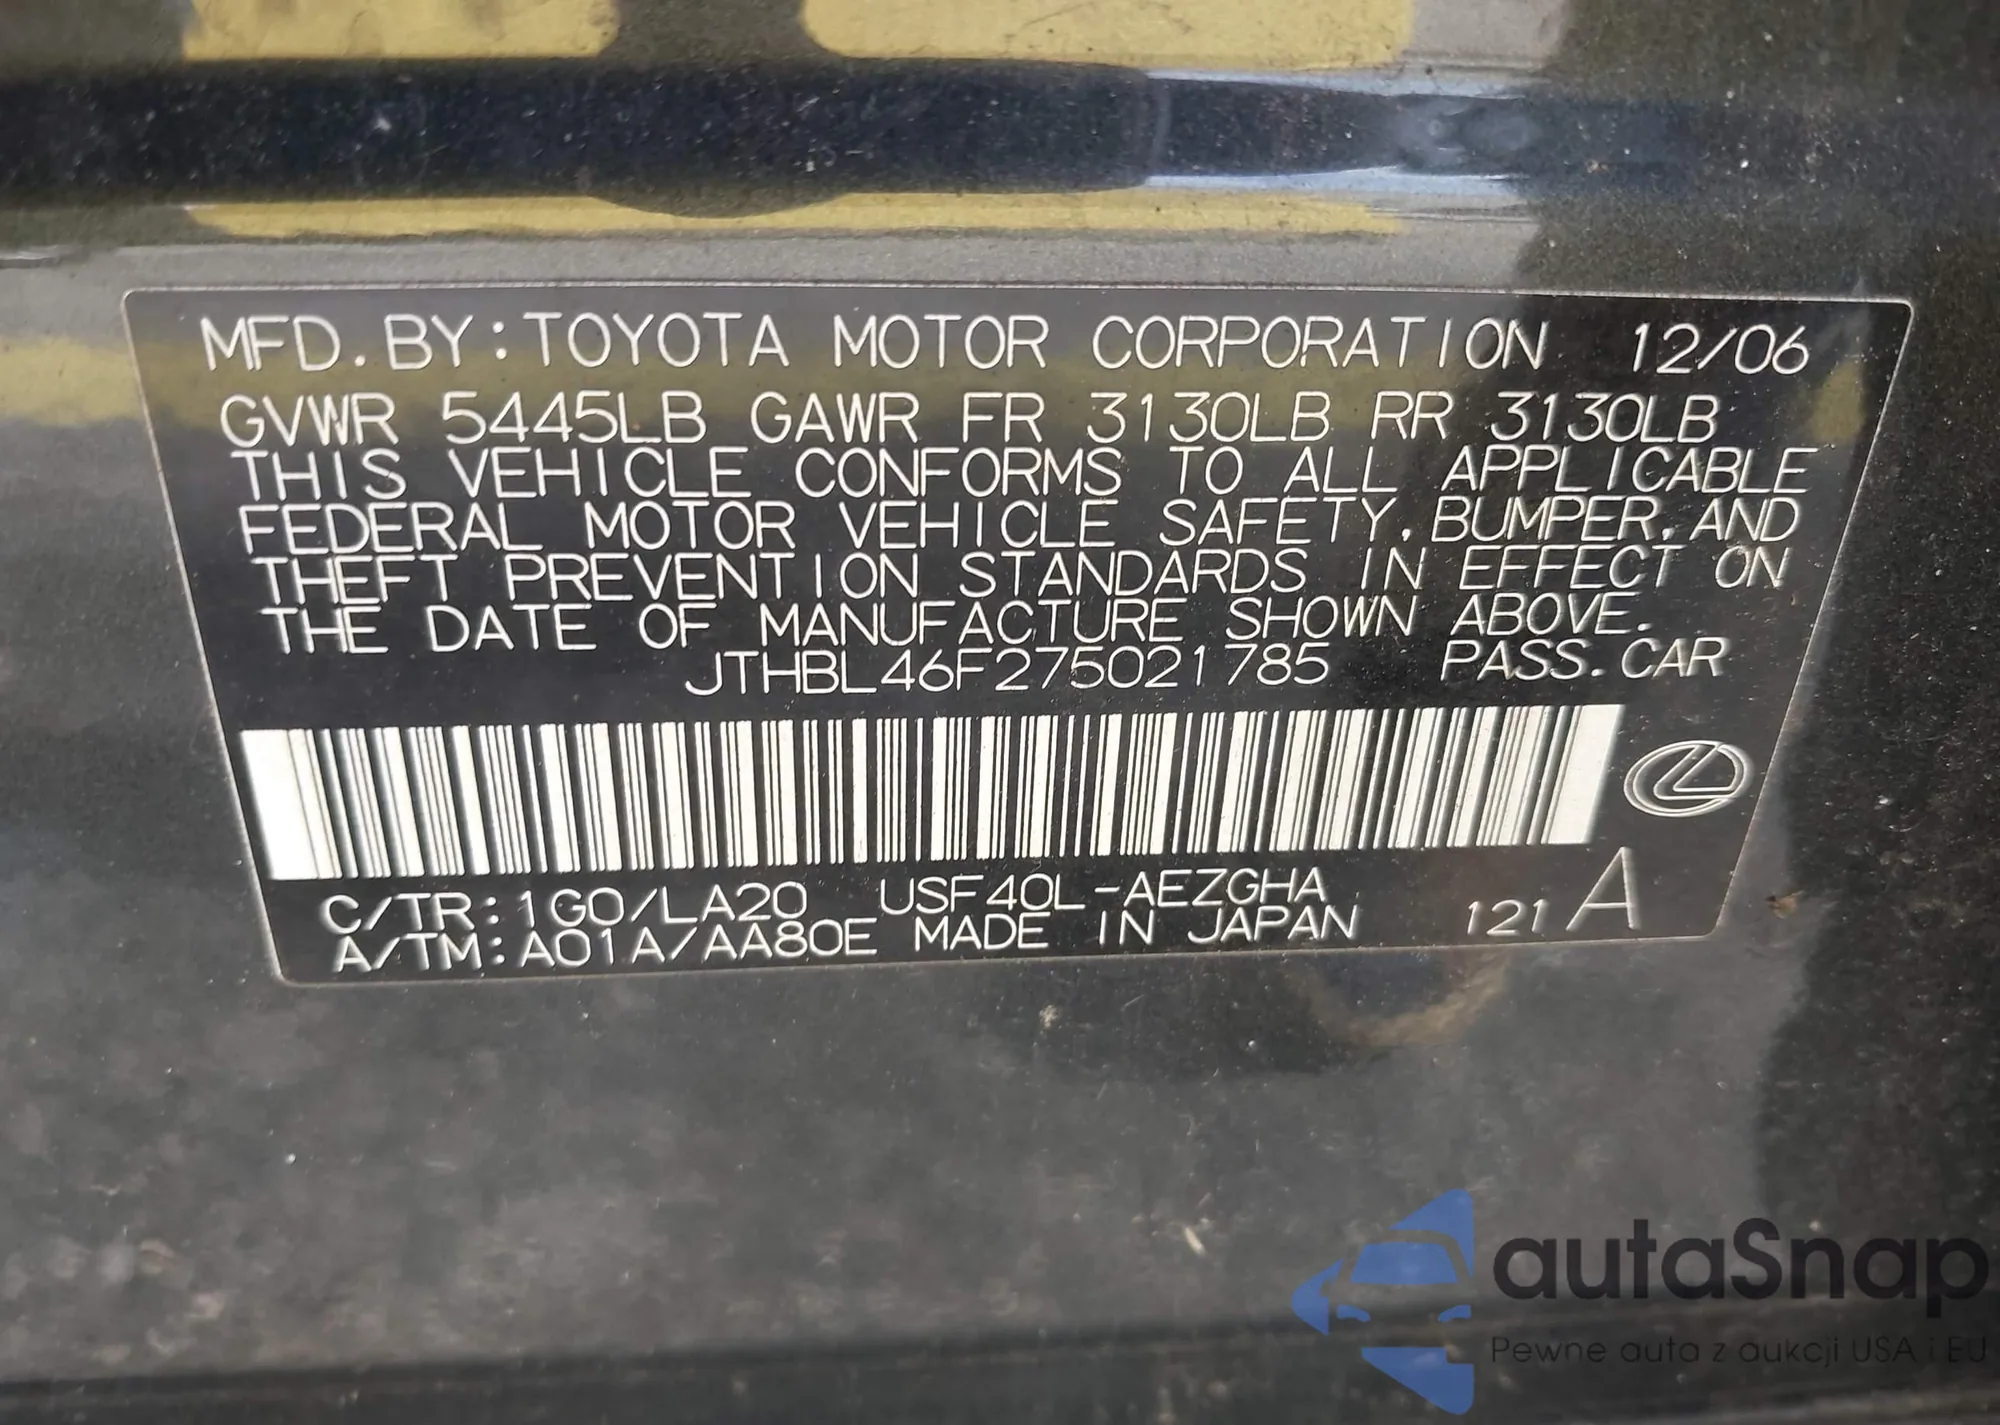 MFD. BY: TOYOTA MOTOR CORPORATION 12/06
GVWR 5445LB GAWR FR 3130LB RR 3130LB
THIS VEHICLE CONFORMS TO ALL APPLICABLE
FEDERAL MOTOR VEHICLE SAFETY, BUMPER, AND
THEFT PREVENTION STANDARDS IN EFFECT ON
THE DATE OF MANUFACTURE SHOWN ABOVE.
JTHBL46F275021785 PASS. CAR
C/TR: 1G0/LA20 USF40L-AEZGHA
A/TM: A01A/AA80E MADE IN JAPAN 121 A
autaSnap
Pewne auta z aukcji USA i EU